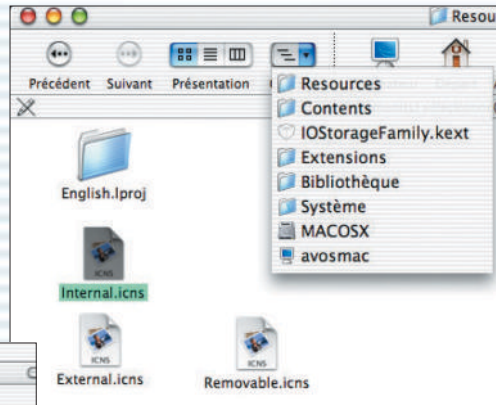 Resou
Précédent Suivant Présentation
Resources
Contents
IOStorageFamily.kext
Extensions
Bibliothèque
Système
MACOSX
avosmac
English.lproj
ICNS
Internal.icns
ICNS
External.icns
ICNS
Removable.icns